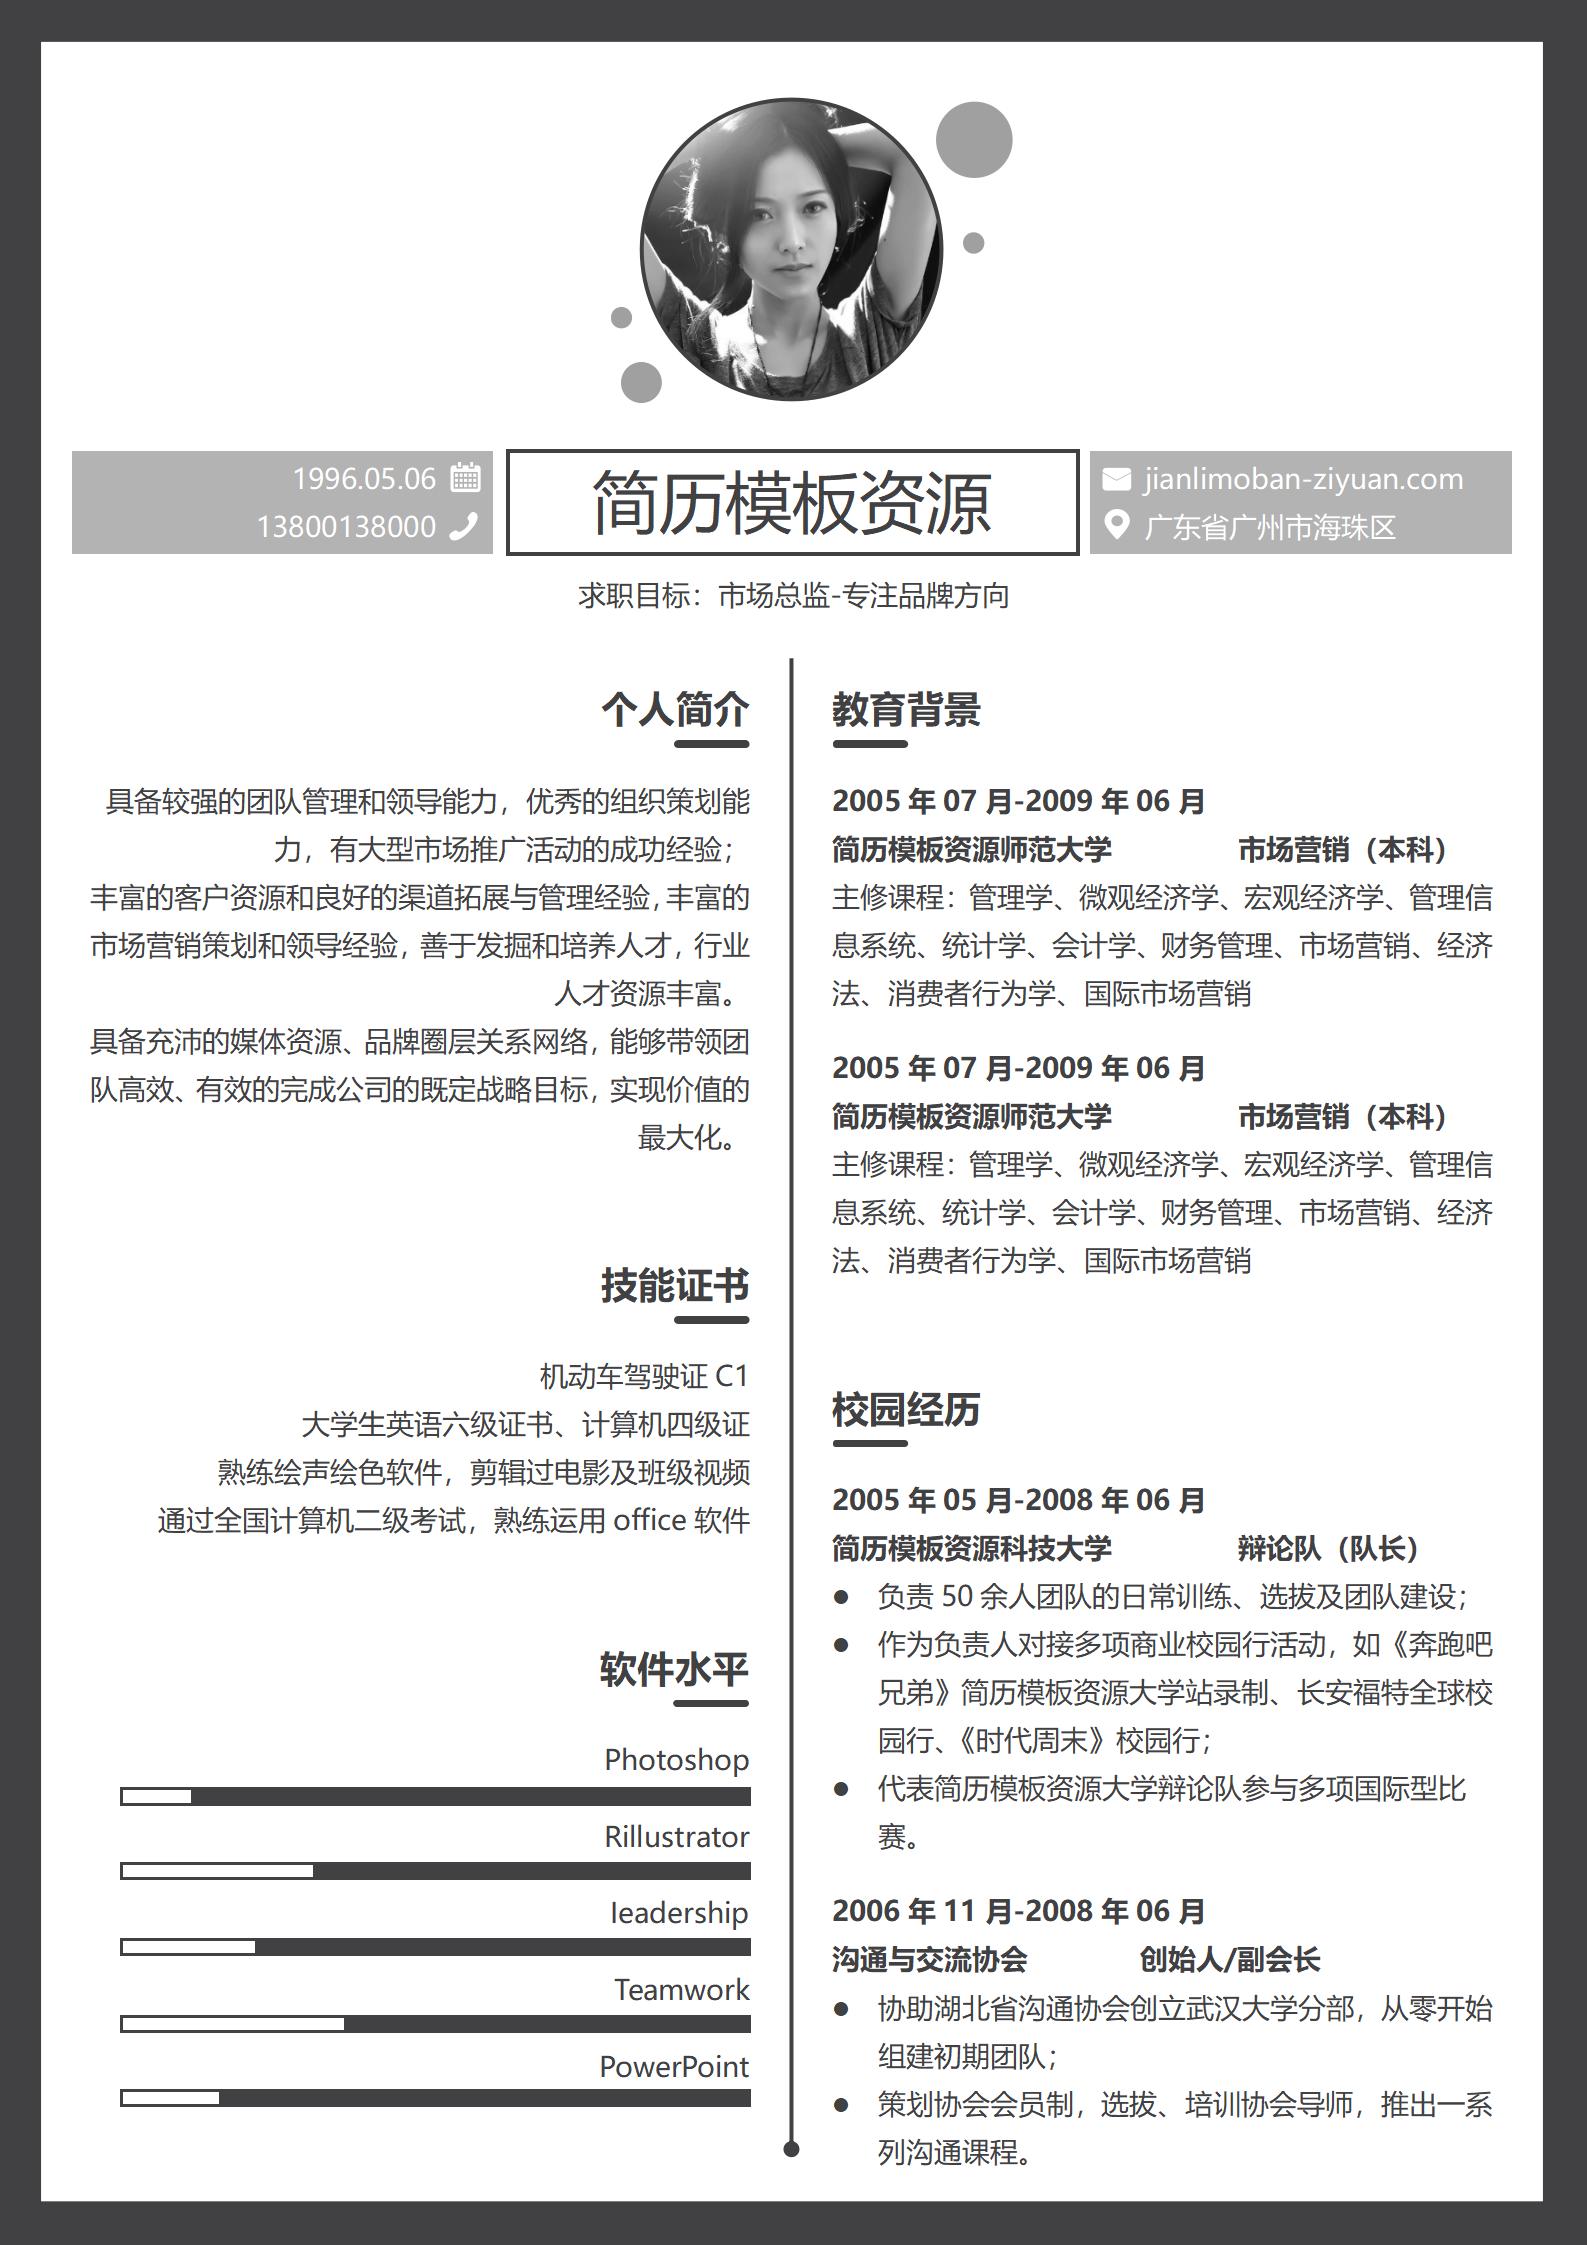 1996.05.06
13800138000
简历模板资源
jianlimoban-ziyuan.com
广东省广州市海珠区
求职目标：市场总监-专注品牌方向
个人简介
具备较强的团队管理和领导能力，优秀的组织策划能
力，有大型市场推广活动的成功经验；
丰富的客户资源和良好的渠道拓展与管理经验，丰富的
市场营销策划和领导经验，善于发掘和培养人才，行业
人才资源丰富。
具备充沛的媒体资源、品牌圈层关系网络，能够带领团
队高效、有效的完成公司的既定战略目标，实现价值的
最大化。
技能证书
机动车驾驶证 C1
大学生英语六级证书、计算机四级证
熟练绘声绘色软件，剪辑过电影及班级视频
通过全国计算机二级考试，熟练运用 office 软件
软件水平
Photoshop
Rillustrator
leadership
Teamwork
PowerPoint
教育背景
2005 年 07 月-2009 年 06 月
简历模板资源师范大学 市场营销（本科）
主修课程：管理学、微观经济学、宏观经济学、管理信
息系统、统计学、会计学、财务管理、市场营销、经济
法、消费者行为学、国际市场营销
2005 年 07 月-2009 年 06 月
简历模板资源师范大学 市场营销（本科）
主修课程：管理学、微观经济学、宏观经济学、管理信
息系统、统计学、会计学、财务管理、市场营销、经济
法、消费者行为学、国际市场营销
校园经历
2005 年 05 月-2008 年 06 月
简历模板资源科技大学 辩论队（队长）
● 负责 50 余人团队的日常训练、选拔及团队建设；
● 作为负责人对接多项商业校园行活动，如《奔跑吧
兄弟》简历模板资源大学站录制、长安福特全球校
园行、《时代周末》校园行；
● 代表简历模板资源大学辩论队参与多项国际型比
赛。
2006 年 11 月-2008 年 06 月
沟通与交流协会 创始人/副会长
● 协助湖北省沟通协会创立武汉大学分部，从零开始
组建初期团队；
● 策划协会会员制，选拔、培训协会导师，推出一系
列沟通课程。